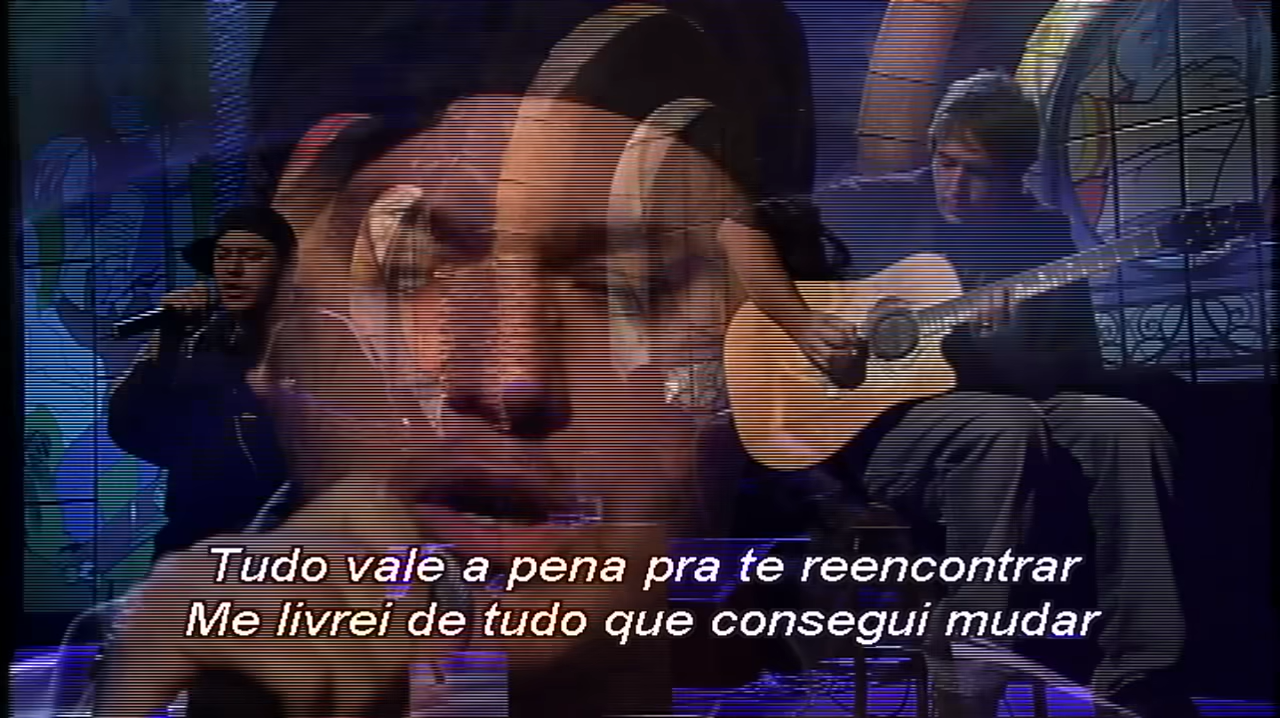 Tudo vale a pena pra te reencontrar
Me livrei de tudo que consegui mudar